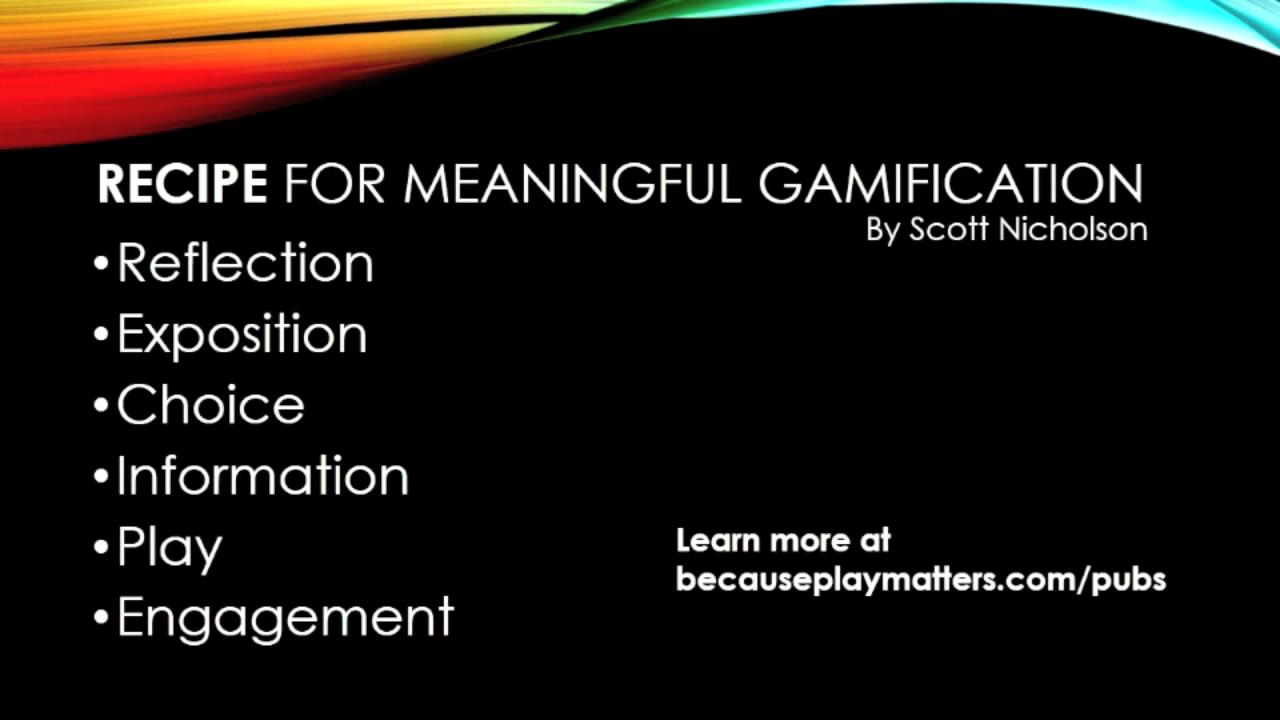 RECIPE FOR MEANINGFUL GAMIFICATION
By Scott Nicholson
•Reflection
•Exposition
•Choice
•Information
•Play
•Engagement
Learn more at
becauseplaymatters.com/pubs